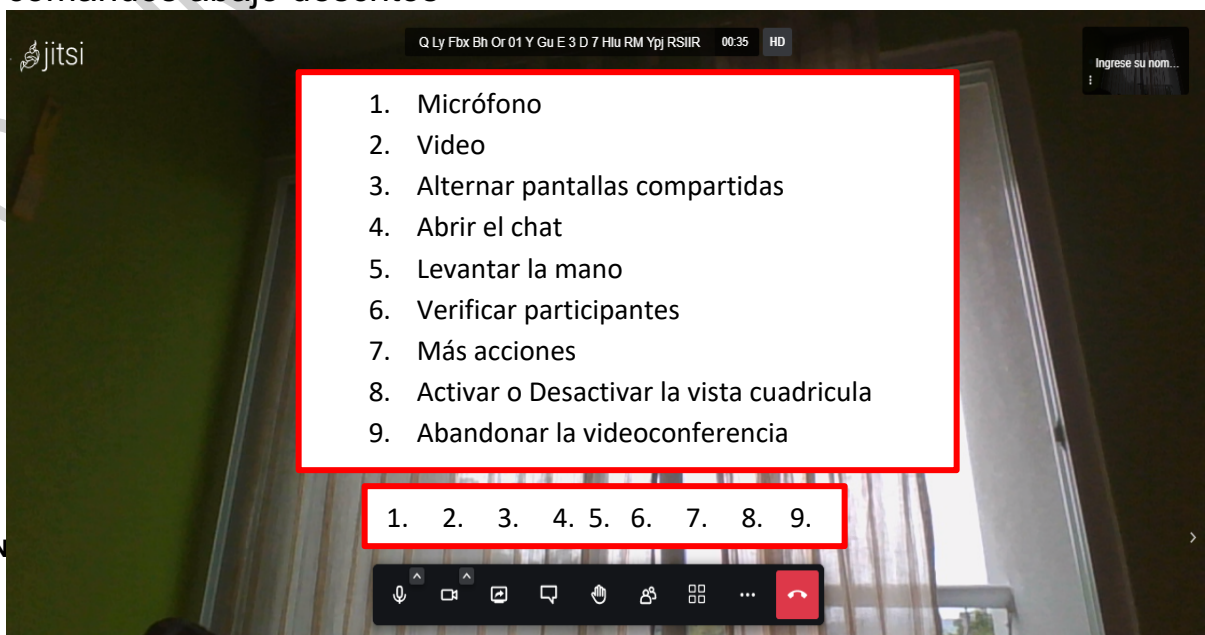 comandos abajo descritos
jitsi
Q Ly Fbx Bh Or 01 Y Gu E 3 D 7 Hlu RM Ypj RSIIR 00:35 HD
Ingrese su nom...
1. Micrófono
2. Video
3. Alternar pantallas compartidas
4. Abrir el chat
5. Levantar la mano
6. Verificar participantes
7. Más acciones
8. Activar o Desactivar la vista cuadricula
9. Abandonar la videoconferencia
1. 2. 3. 4. 5. 6. 7. 8. 9.